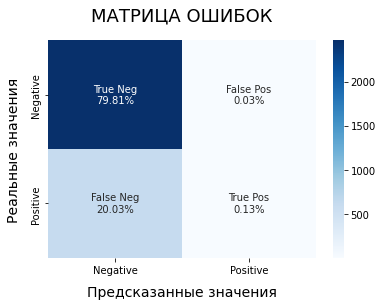 МАТРИЦА ОШИБОК
True Neg
79.81%
False Pos
0.03%
False Neg
20.03%
True Pos
0.13%
Negative
Positive
Реальные значения
Negative
Positive
Предсказанные значения
2000
1500
1000
500